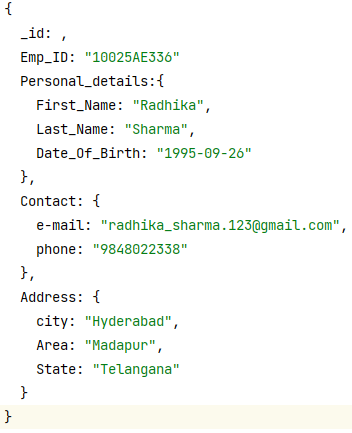 {
  _id: ,
  Emp_ID: "10025AE336"
  Personal_details:{
    First_Name: "Radhika",
    Last_Name: "Sharma",
    Date_Of_Birth: "1995-09-26"
  },
  Contact: {
    e-mail: "radhika_sharma.123@gmail.com",
    phone: "9848022338"
  },
  Address: {
    city: "Hyderabad",
    Area: "Madapur",
    State: "Telangana"
  }
}